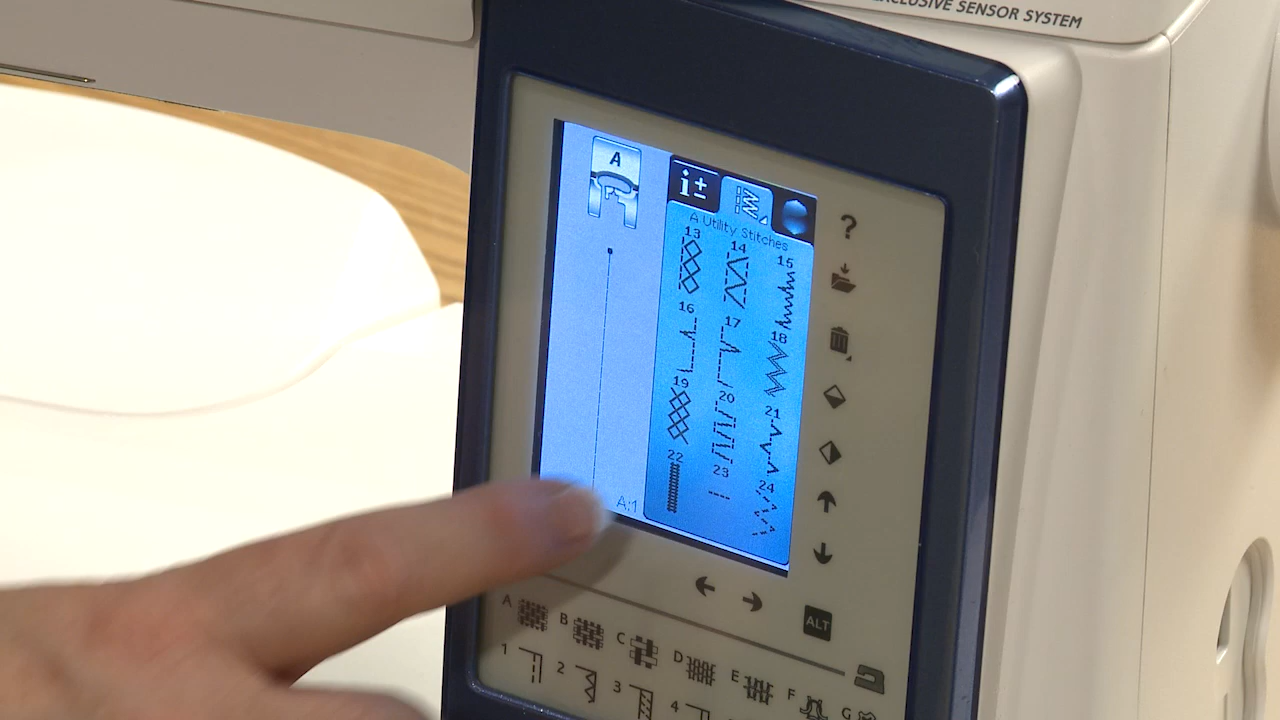 EXCLUSIVE SENSOR SYSTEM
A
i±
A Utility Stitches
13 14 15
16 17 18
19 20 21
22 23 24
A:1
?
ALT
A B C D E F G
1 2 3 4